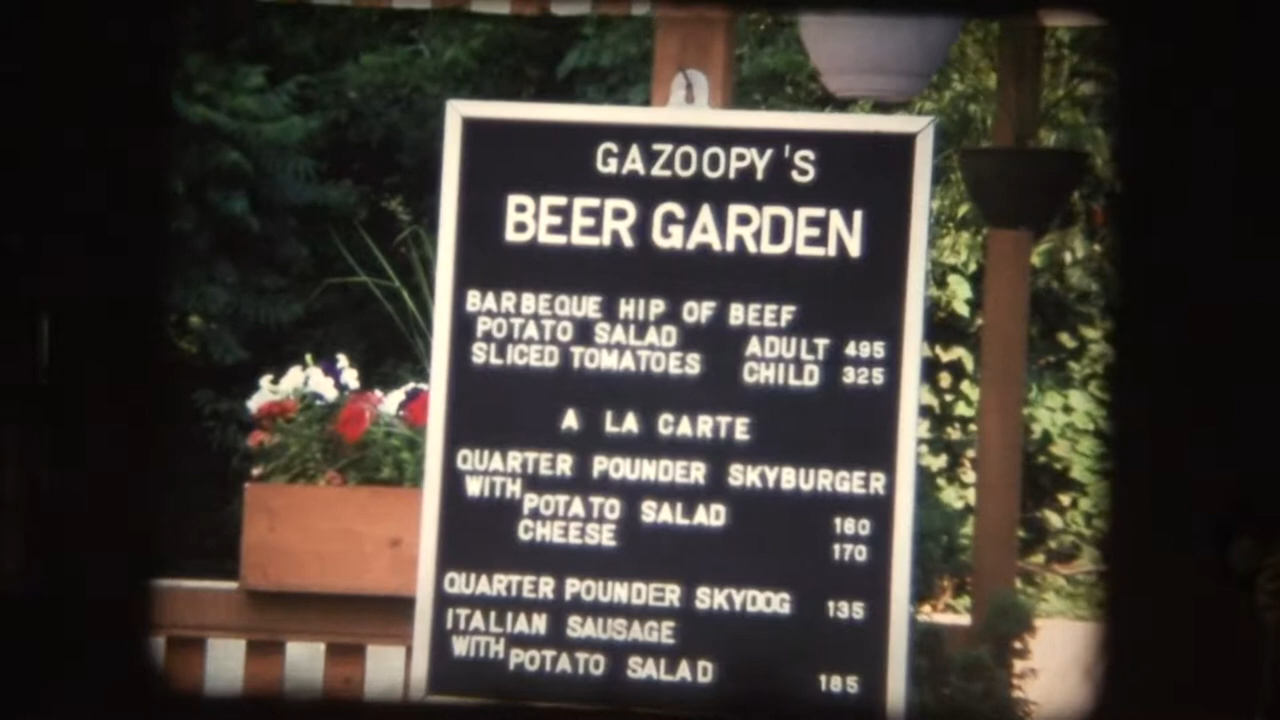 GAZOOPY'S
BEER GARDEN
BARBEQUE HIP OF BEEF
POTATO SALAD ADULT 495
SLICED TOMATOES CHILD 325
A LA CARTE
QUARTER POUNDER SKYBURGER
WITH POTATO SALAD 160
CHEESE 170
QUARTER POUNDER SKYDOG 135
ITALIAN SAUSAGE
WITH POTATO SALAD 185